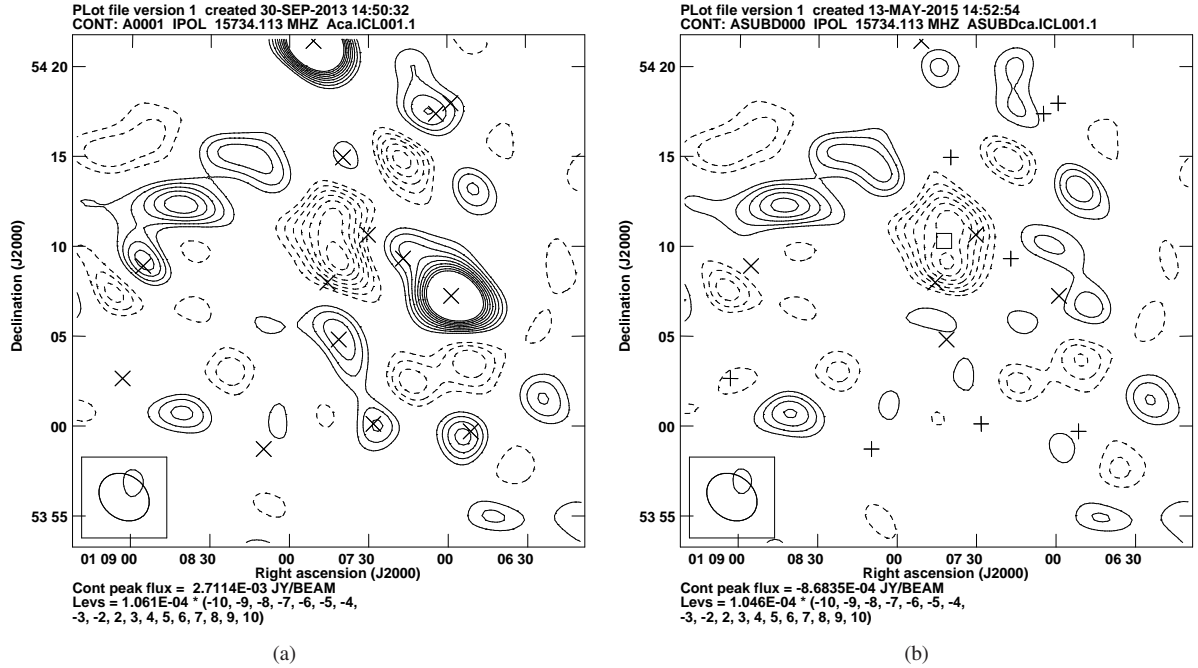 PLot file version 1  created 30-SEP-2013 14:50:32
CONT: A0001  IPOL  15734.113 MHZ  Aca.ICL001.1
Declination (J2000)
54 20
15
10
05
00
53 55
01 09 00
08 30
00
07 30
00
06 30
Right ascension (J2000)
Cont peak flux =  2.7114E-03 JY/BEAM
Levs = 1.061E-04 * (-10, -9, -8, -7, -6, -5, -4,
-3, -2, 2, 3, 4, 5, 6, 7, 8, 9, 10)
(a)
PLot file version 1  created 13-MAY-2015 14:52:54
CONT: ASUBD000  IPOL  15734.113 MHZ  ASUBDca.ICL001.1
Declination (J2000)
54 20
15
10
05
00
53 55
01 09 00
08 30
00
07 30
00
06 30
Right ascension (J2000)
Cont peak flux = -8.6835E-04 JY/BEAM
Levs = 1.046E-04 * (-10, -9, -8, -7, -6, -5, -4,
-3, -2, 2, 3, 4, 5, 6, 7, 8, 9, 10)
(b)